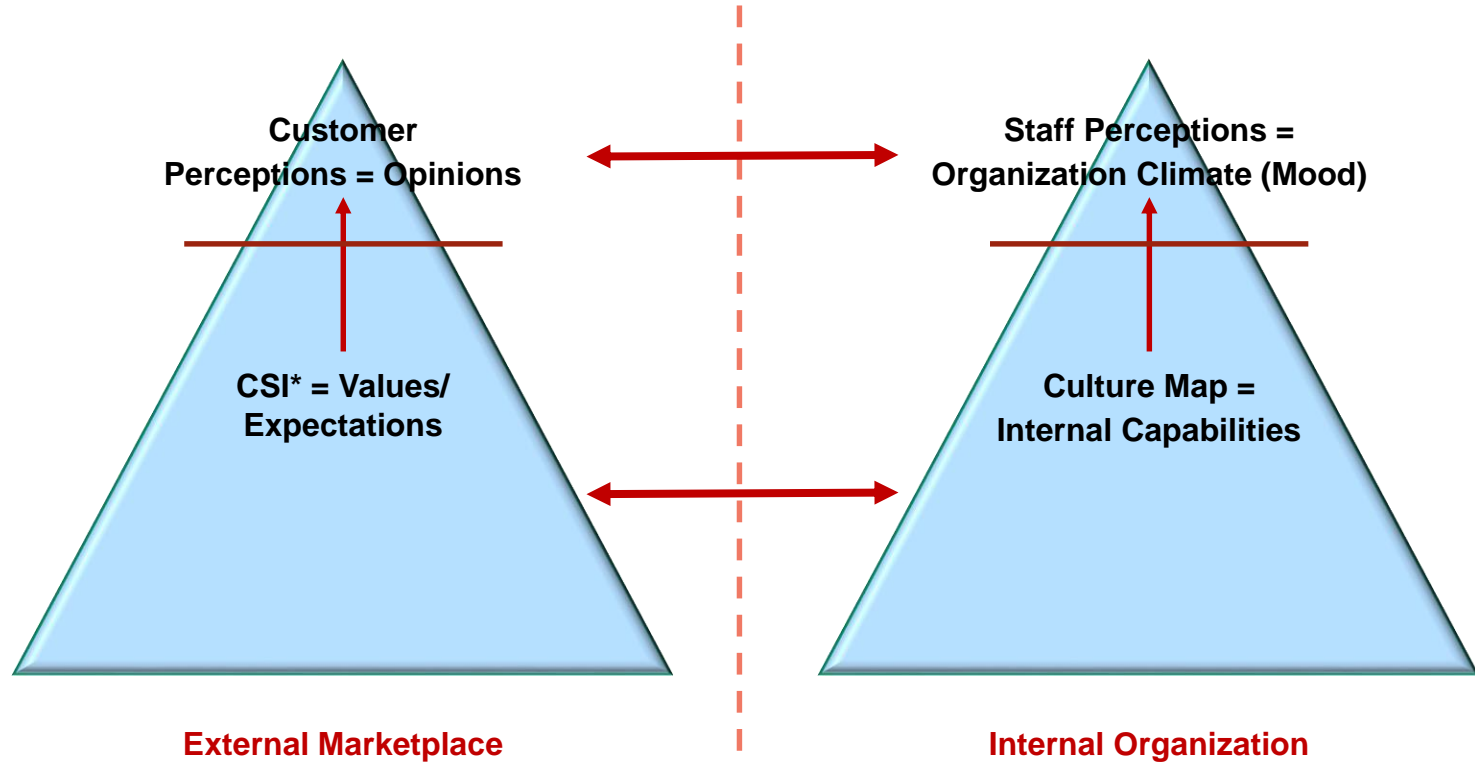 Customer
Perceptions = Opinions
CSI* = Values/
Expectations
External Marketplace
Staff Perceptions =
Organization Climate (Mood)
Culture Map =
Internal Capabilities
Internal Organization